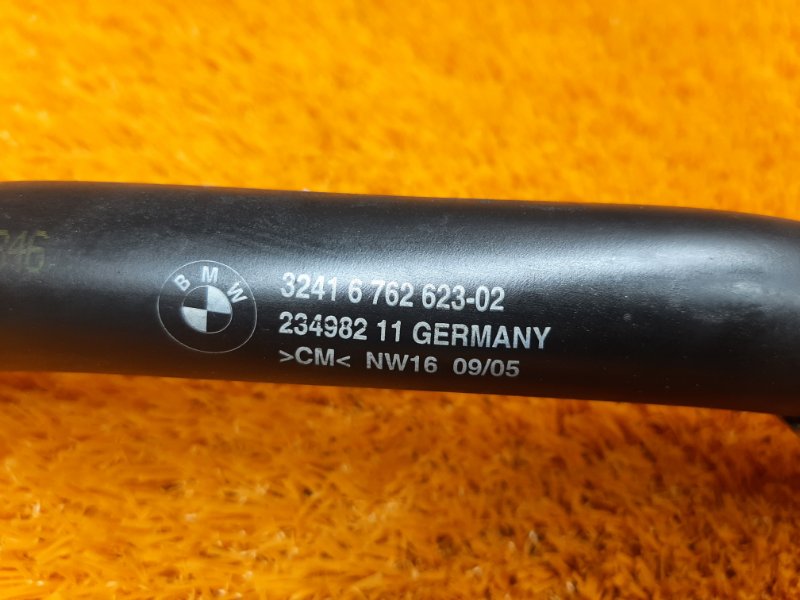 BMW
3241 6 762 623-02
234982 11 GERMANY
>CM< NW16 09/05